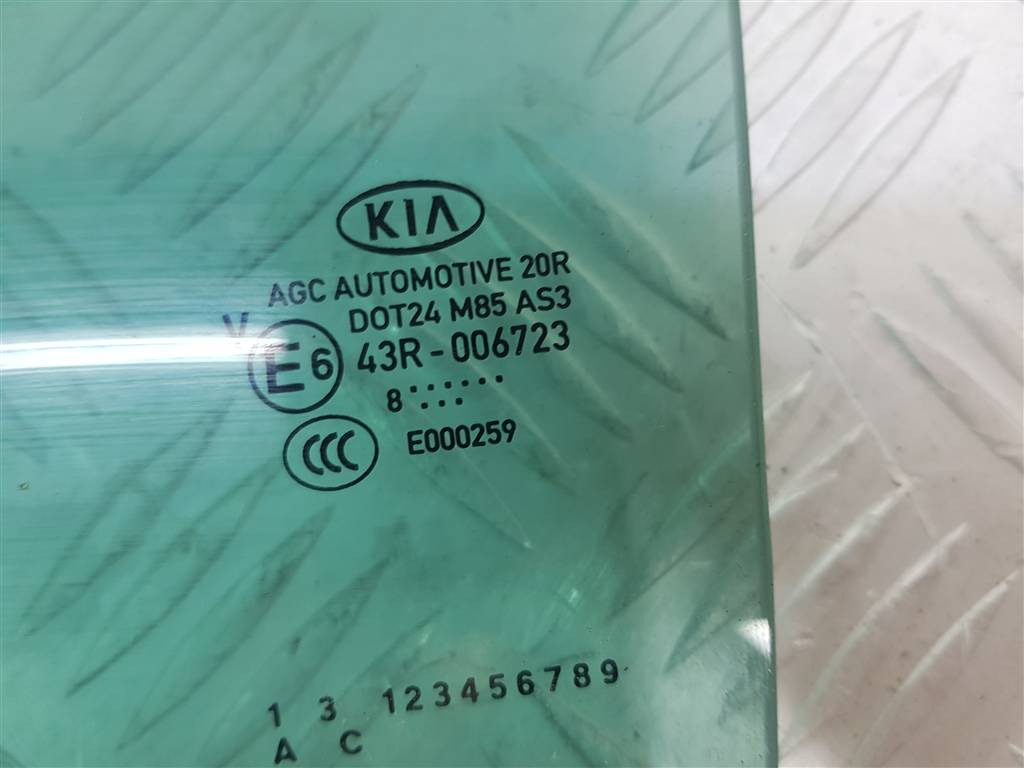 KIA
AGC AUTOMOTIVE 20R
DOT24 M85 AS3
V
E6 43R-006723
8
CCC E000259
1 3 123456789
A C